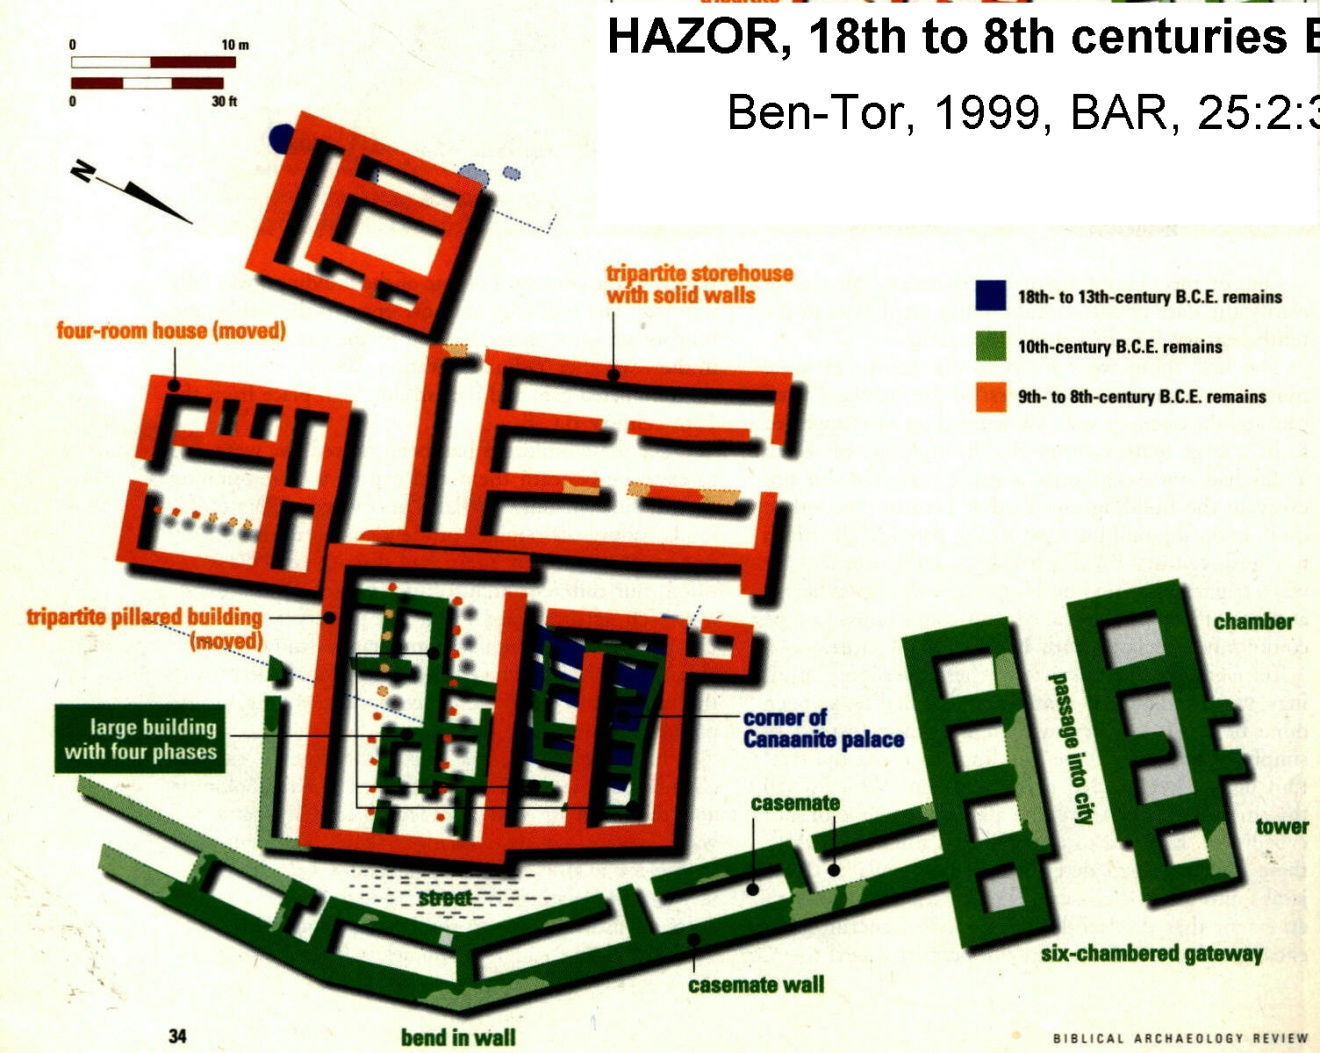 HAZOR, 18th to 8th centuries
Ben-Tor, 1999, BAR, 25:2:3
0 10 m
0 30 ft
N
tripartite storehouse
with solid walls
18th- to 13th-century B.C.E. remains
10th-century B.C.E. remains
9th- to 8th-century B.C.E. remains
four-room house (moved)
tripartite pillared building
(moved)
large building
with four phases
corner of
Canaanite palace
chamber
passage into city
casemate
tower
street
six-chambered gateway
casemate wall
bend in wall
34
BIBLICAL ARCHAEOLOGY REVIEW